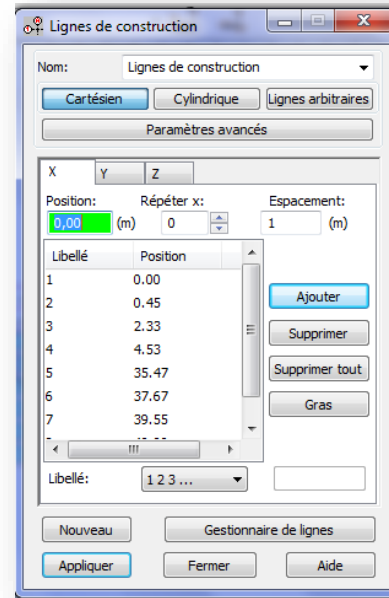 Lignes de construction
Nom: Lignes de construction
Cartésien Cylindrique Lignes arbitraires
Paramètres avancés
X Y Z
Position: Répéter x: Espacement:
0,00 (m) 0 1 (m)
Libellé Position
1 0.00
2 0.45
3 2.33
4 4.53
5 35.47
6 37.67
7 39.55
Ajouter
Supprimer
Supprimer tout
Gras
Libellé: 1 2 3 ...
Nouveau Gestionnaire de lignes
Appliquer Fermer Aide